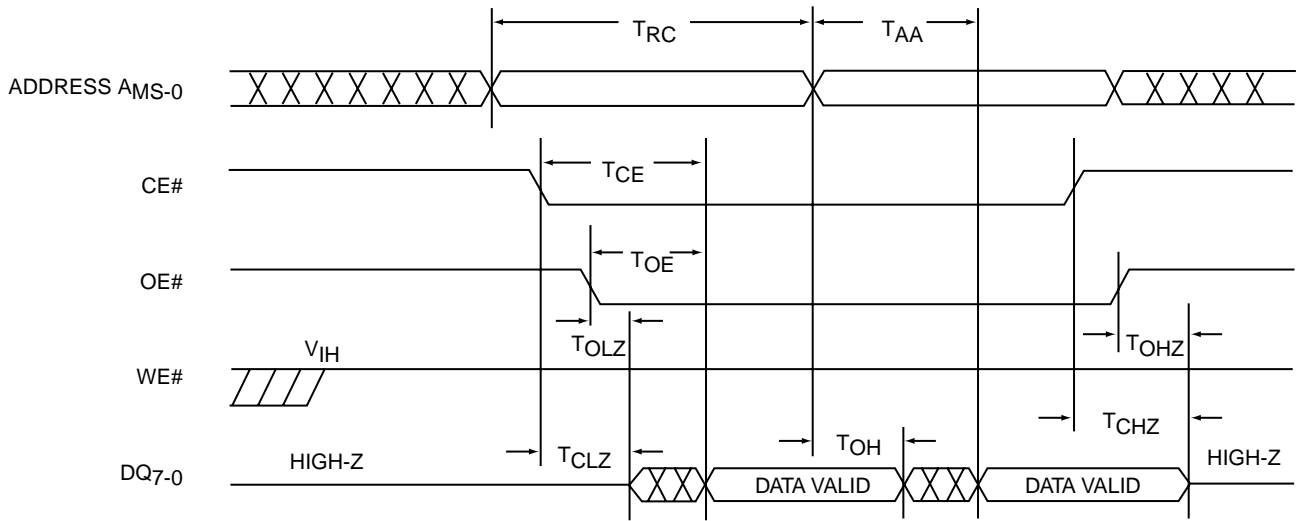 TRC
TAA
ADDRESS AMS-0
TCE
CE#
TOE
OE#
TOLZ
TOHZ
VIH
WE#
TCHZ
TCLZ
TOH
HIGH-Z
HIGH-Z
DQ7-0
DATA VALID
DATA VALID